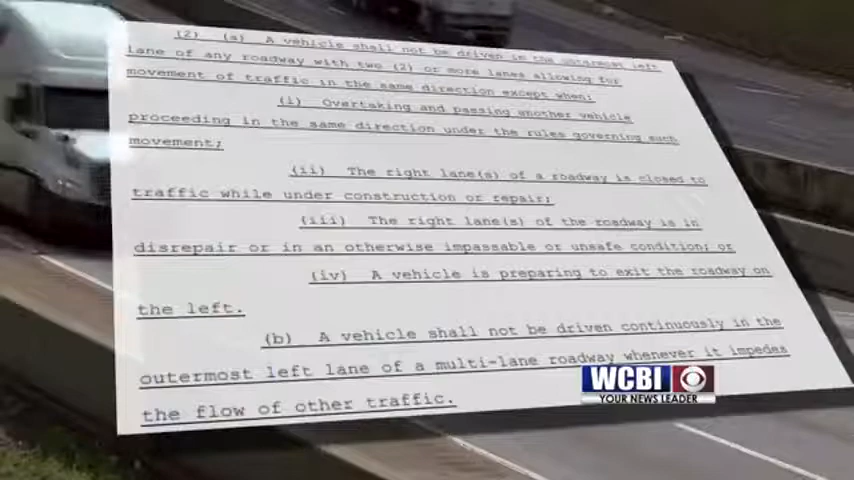 (2) (a) A vehicle shall not be driven in the outermost left
lane of any roadway with two (2) or more lanes allowing for
movement of traffic in the same direction except when:
(i) Overtaking and passing another vehicle
proceeding in the same direction under the rules governing such
movement;
(ii) The right lane(s) of a roadway is closed to
traffic while under construction or repair;
(iii) The right lane(s) of the roadway is in
disrepair or in an otherwise impassable or unsafe condition; or
(iv) A vehicle is preparing to exit the roadway on
the left.
(b) A vehicle shall not be driven continuously in the
outermost left lane of a multi-lane roadway whenever it impedes
the flow of other traffic.
WCBI
YOUR NEWS LEADER